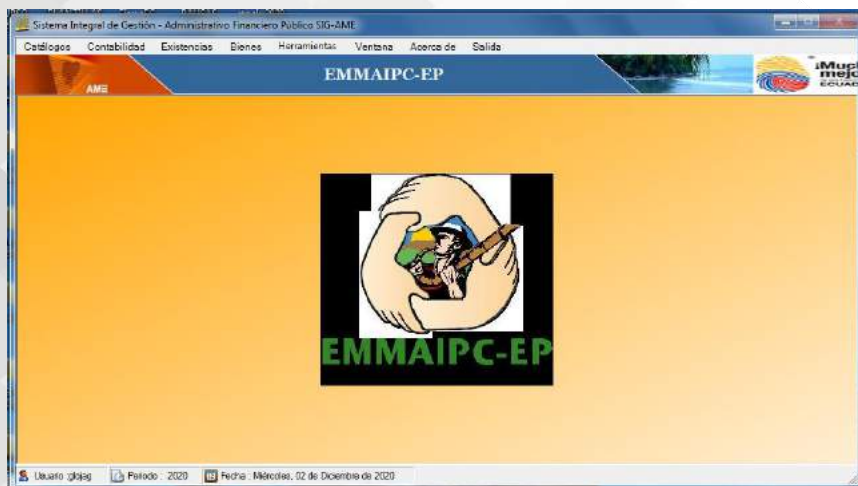 Sistema Integral de Gestión - Administrativo Financiero Público SIG-AME
Catálogos Contabilidad Existencias Bienes Herramientas Ventana Acerca de Salida
AME
EMMAIPC-EP
EMMAIPC-EP
Usuario :glojag Periodo : 2020 Fecha : Miércoles, 02 de Diciembre de 2020